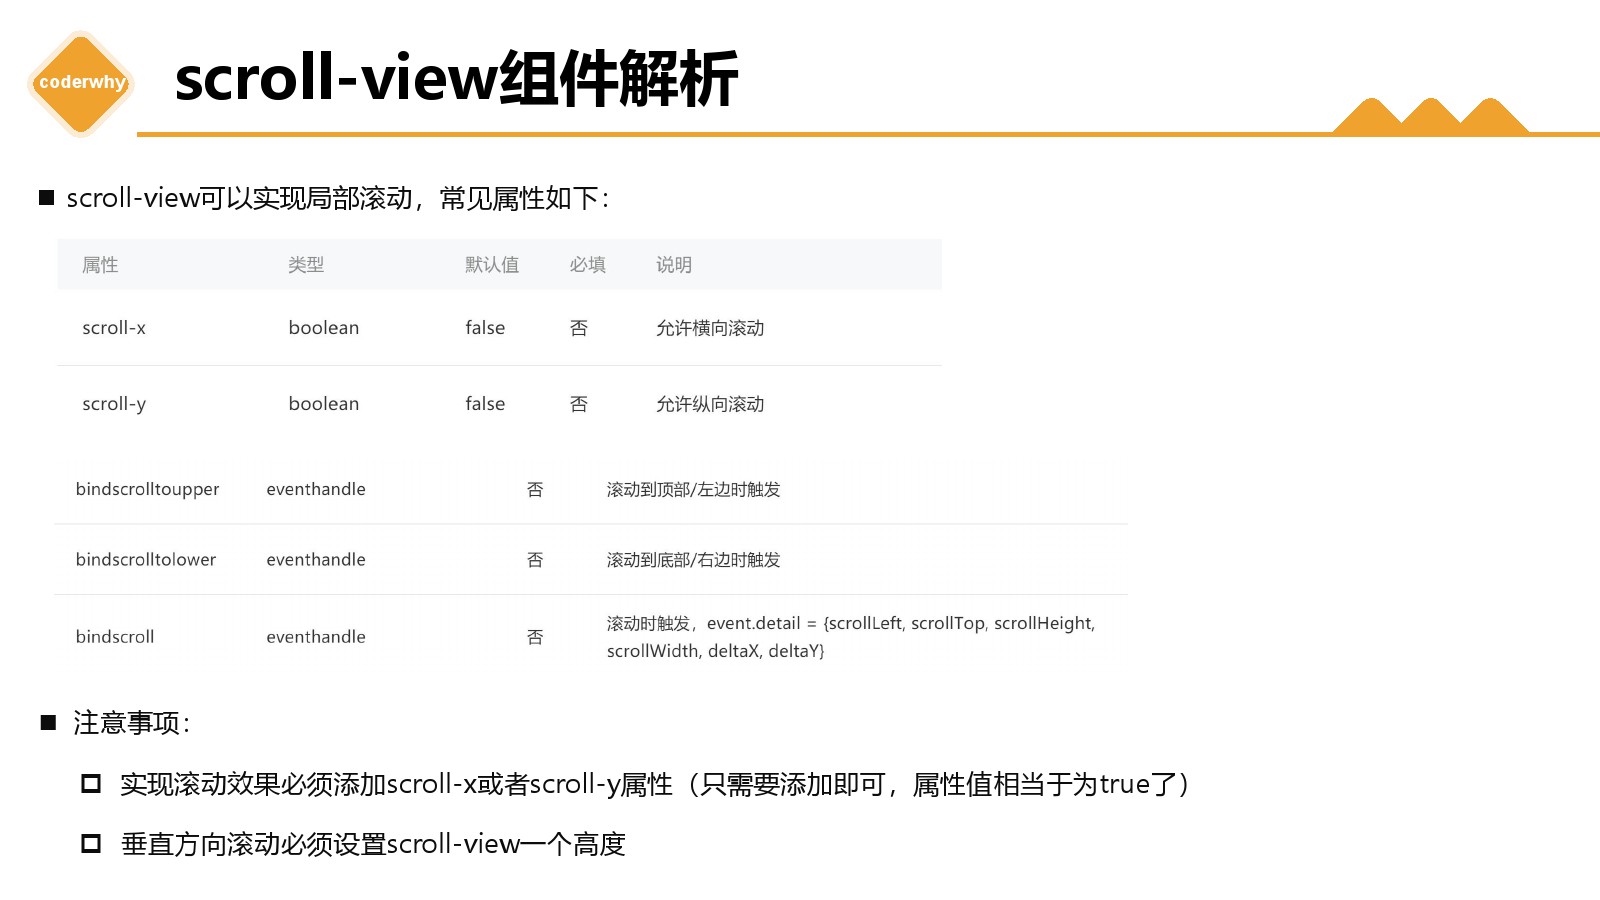 coderwhy
scroll-view组件解析
scroll-view可以实现局部滚动，常见属性如下：
属性 类型 默认值 必填 说明
scroll-x boolean false 否 允许横向滚动
scroll-y boolean false 否 允许纵向滚动
bindscrolltoupper eventhandle 否 滚动到顶部/左边时触发
bindscrolltolower eventhandle 否 滚动到底部/右边时触发
bindscroll eventhandle 否 滚动时触发，event.detail = {scrollLeft, scrollTop, scrollHeight,
scrollWidth, deltaX, deltaY}
注意事项：
实现滚动效果必须添加scroll-x或者scroll-y属性（只需要添加即可，属性值相当于为true了）
垂直方向滚动必须设置scroll-view一个高度